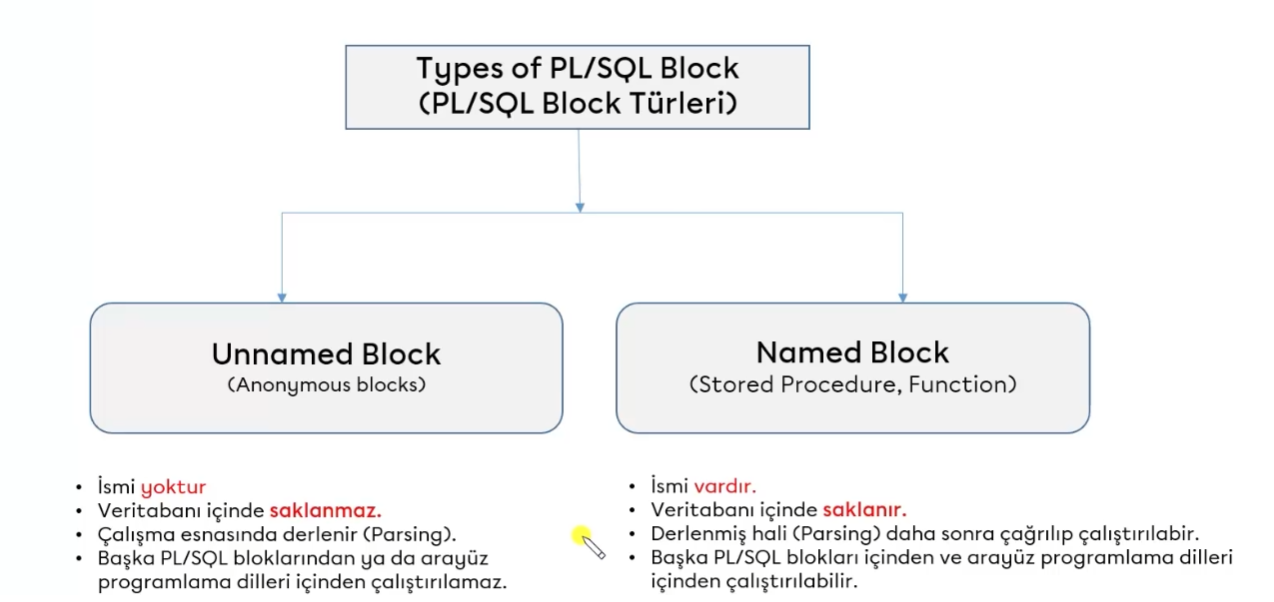 Types of PL/SQL Block
(PL/SQL Block Türleri)
Unnamed Block
(Anonymous blocks)
Named Block
(Stored Procedure, Function)
• İsmi yoktur
• Veritabanı içinde saklanmaz.
• Çalışma esnasında derlenir (Parsing).
• Başka PL/SQL bloklarından ya da arayüz
programlama dilleri içinden çalıştırılamaz.
• İsmi vardır.
• Veritabanı içinde saklanır.
• Derlenmiş hali (Parsing) daha sonra çağrılıp çalıştırılabir.
• Başka PL/SQL blokları içinden ve arayüz programlama dilleri
içinden çalıştırılabilir.